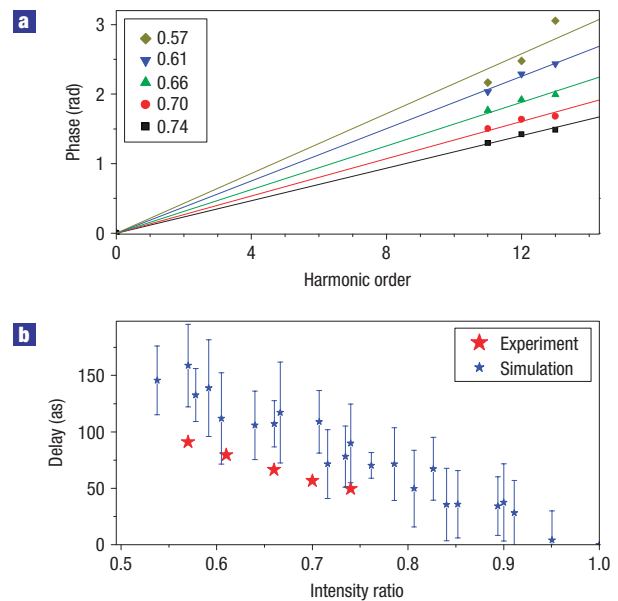 a
3
2
1
0
Phase (rad)
0.57
0.61
0.66
0.70
0.74
0 4 8 12
Harmonic order
b
150
100
50
0
Delay (as)
Experiment
Simulation
0.5 0.6 0.7 0.8 0.9 1.0
Intensity ratio